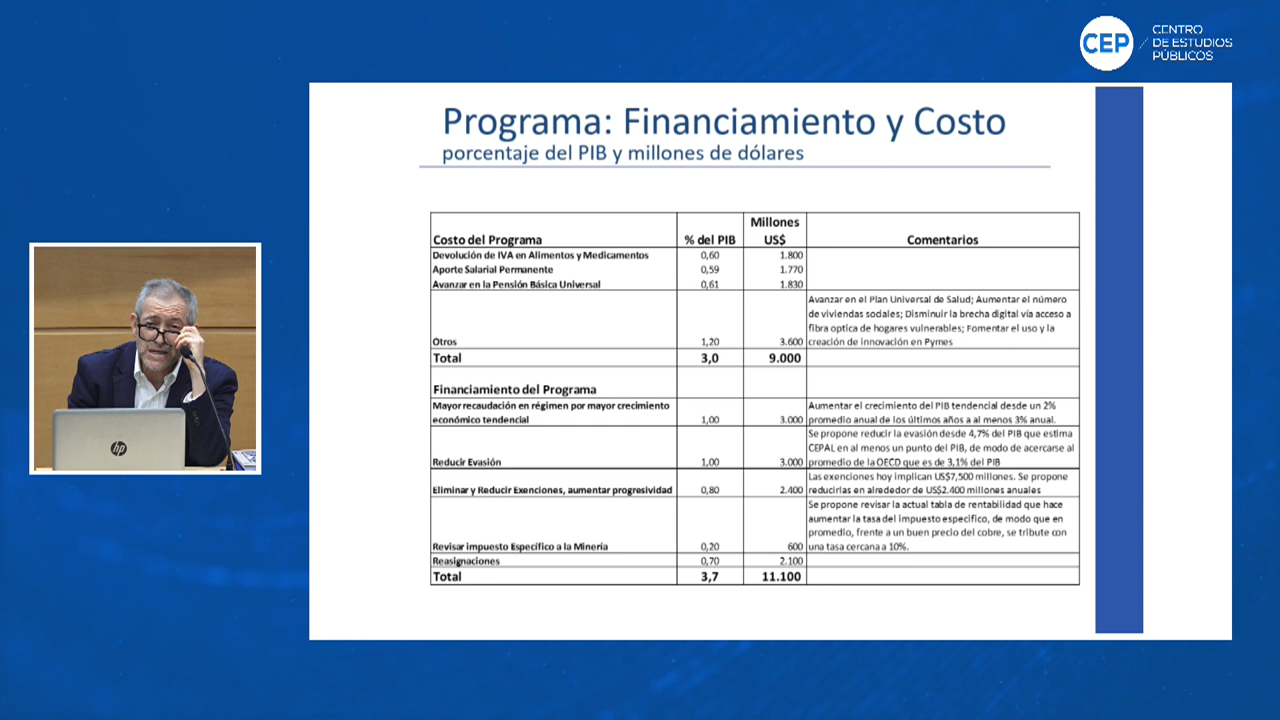 CEP
CENTRO
DE ESTUDIOS
PÚBLICOS
Programa: Financiamiento y Costo
porcentaje del PIB y millones de dólares
Costo del Programa % del PIB Millones US$ Comentarios
Devolución de IVA en Alimentos y Medicamentos 0,60 1.800
Aporte Salarial Permanente 0,59 1.770
Avanzar en la Pensión Básica Universal 0,61 1.830
Avanzar en el Plan Universal de Salud; Aumentar el número
de viviendas sociales; Disminuir la brecha digital vía acceso a
fibra optica de hogares vulnerables; Fomentar el uso y la
Otros 1,20 3.600 creación de innovación en Pymes
Total 3,0 9.000
Financiamiento del Programa
Mayor recaudación en régimen por mayor crecimiento Aumentar el crecimiento del PIB tendencial desde un 2%
económico tendencial 1,00 3.000 promedio anual de los últimos años a al menos 3% anual.
Se propone reducir la evasión desde 4,7% del PIB que estima
CEPAL en al menos un punto del PIB, de modo de acercarse al
Reducir Evasión 1,00 3.000 promedio de la OECD que es de 3,1% del PIB
Las exenciones hoy implican US$7,500 millones. Se propone
Eliminar y Reducir Exenciones, aumentar progresividad 0,80 2.400 reducirlas en alrededor de US$2.400 millones anuales
Se propone revisar la actual tabla de rentabilidad que hace
aumentar la tasa del impuesto especifico, de modo que en
promedio, frente a un buen precio del cobre, se tribute con
Revisar impuesto Específico a la Minería 0,20 600 una tasa cercana a 10%.
Reasignaciones 0,70 2.100
Total 3,7 11.100
hp